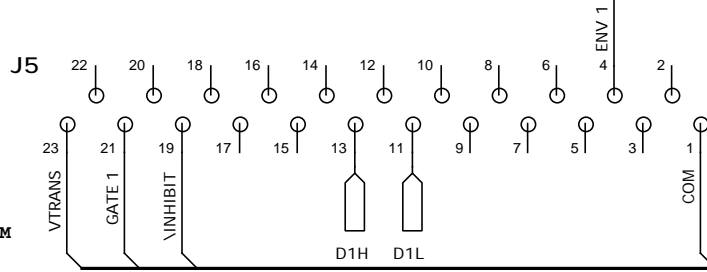 ENV 1
J5
22 20 18 16 14 12 10 8 6 4 2
23 21 19 17 15 13 11 9 7 5 3 1
VTRANS
GATE 1
\INHIBIT
COM
M
D1H D1L